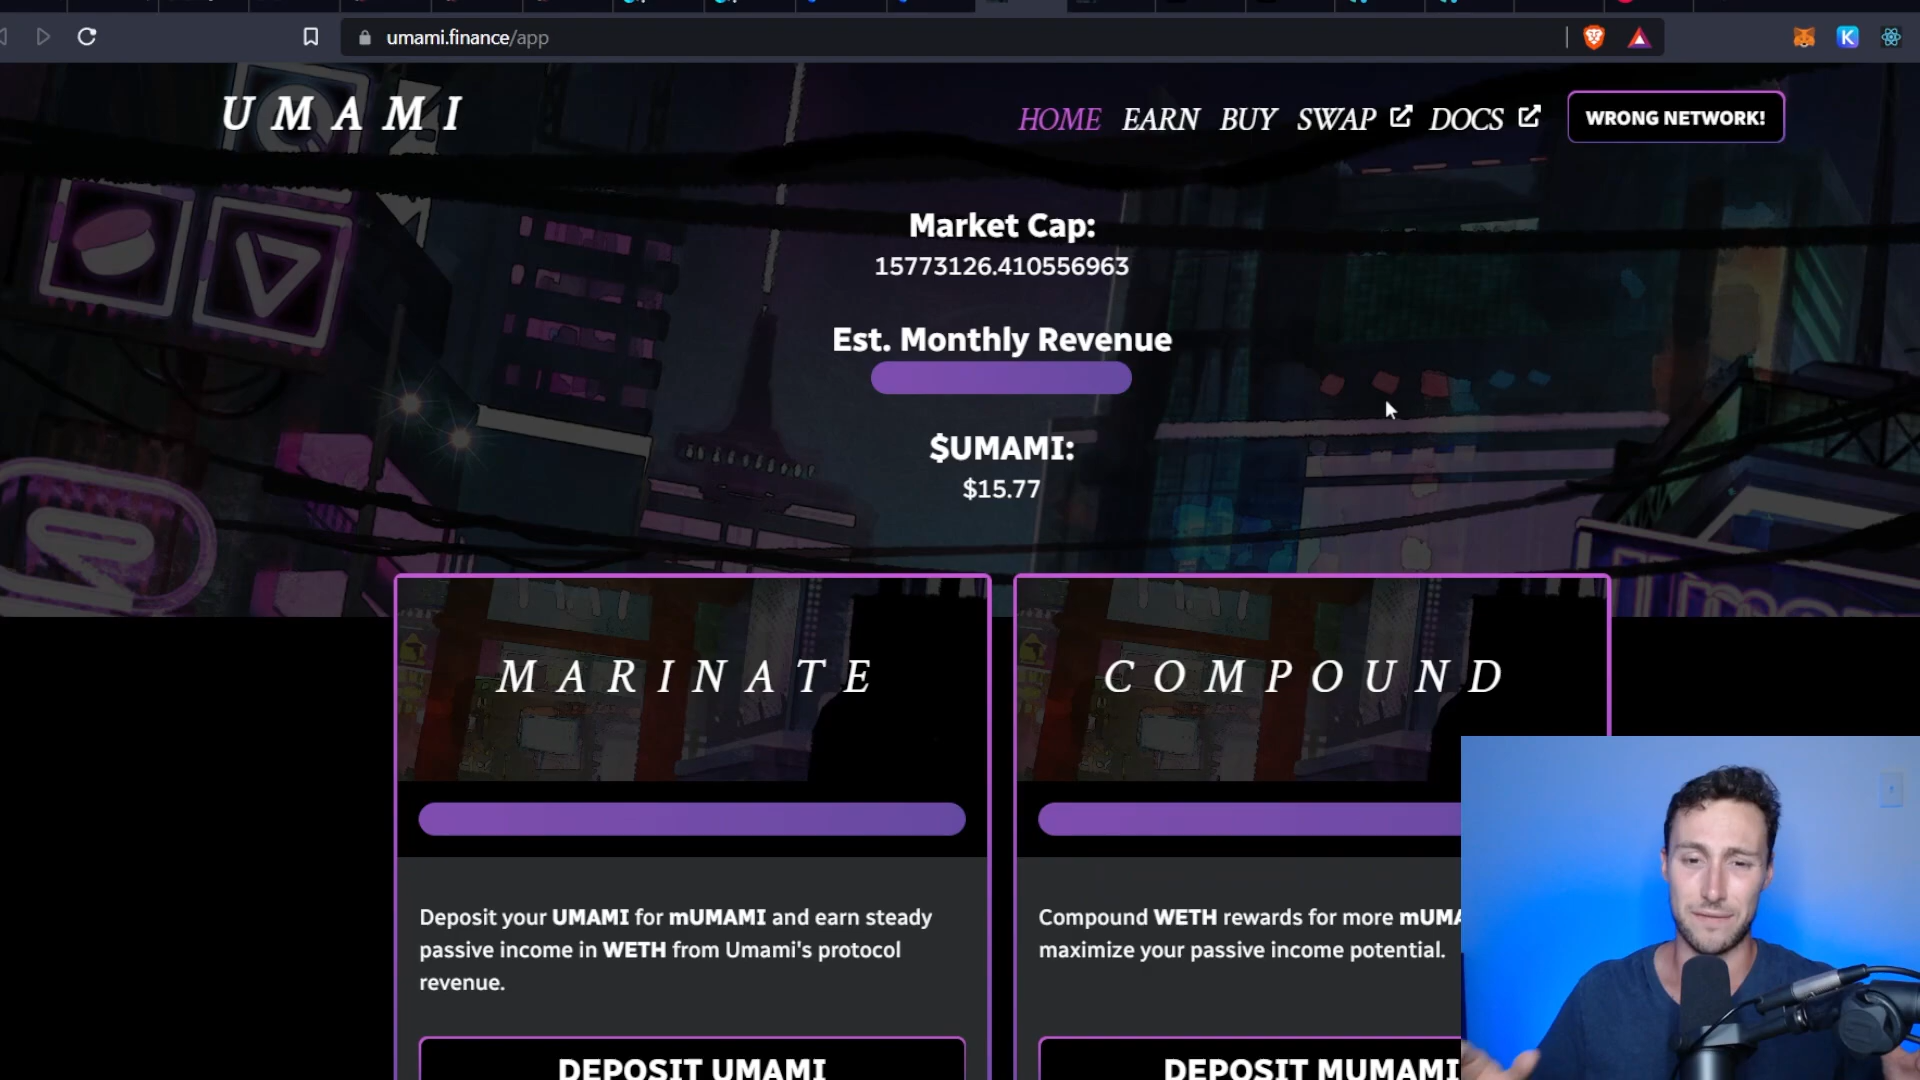 umami.finance/app
UMAMI
HOME EARN BUY SWAP DOCS WRONG NETWORK!
Market Cap:
15773126.410556963
Est. Monthly Revenue
$UMAMI:
$15.77
MARINATE
COMPOUND
Deposit your UMAMI for mUMAMI and earn steady
passive income in WETH from Umami's protocol
revenue.
Compound WETH rewards for more mUMA
maximize your passive income potential.
DEPOSIT UMAMI
DEPOSIT MUMAMI